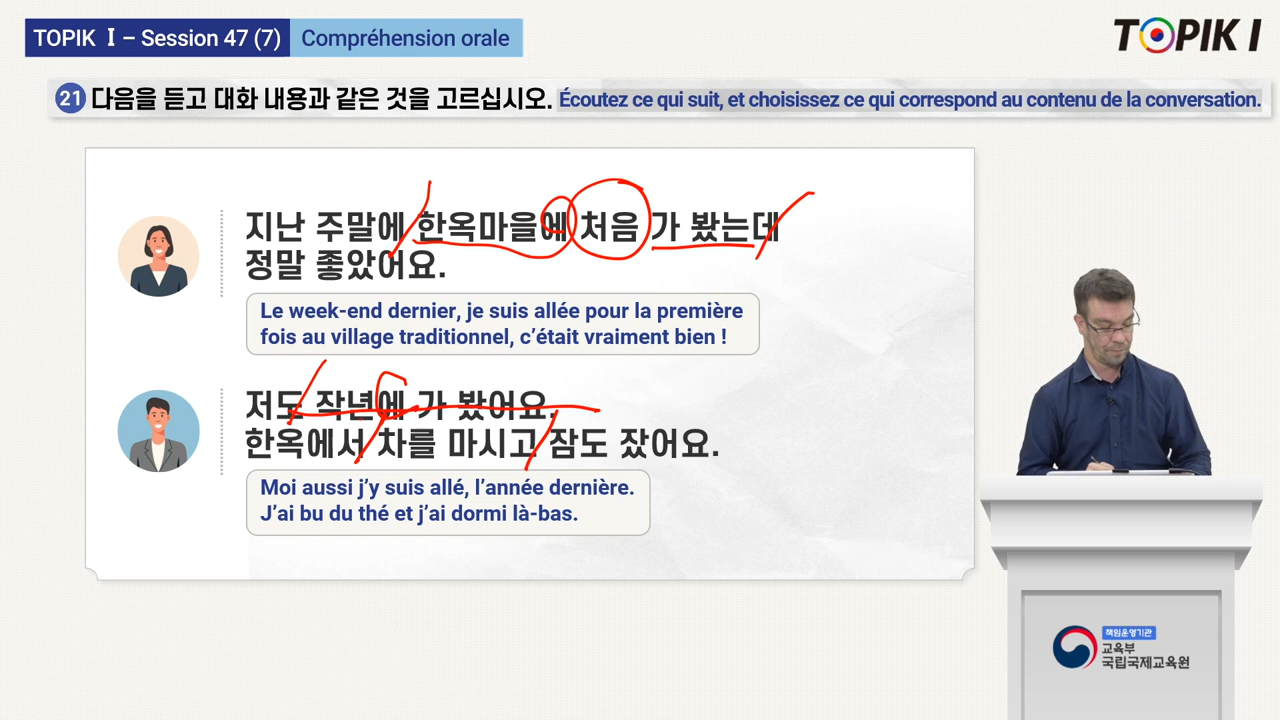 TOPIK I – Session 47 (7) Compréhension orale
TOPIK I
21 다음을 듣고 대화 내용과 같은 것을 고르십시오. Écoutez ce qui suit, et choisissez ce qui correspond au contenu de la conversation.
지난 주말에 한옥마을에 처음 가 봤는데
정말 좋았어요.
Le week-end dernier, je suis allée pour la première
fois au village traditionnel, c’était vraiment bien !
저도 작년에 가 봤어요.
한옥에서 차를 마시고 잠도 잤어요.
Moi aussi j’y suis allé, l’année dernière.
J’ai bu du thé et j’ai dormi là-bas.
책임운영기관
교육부
국립국제교육원